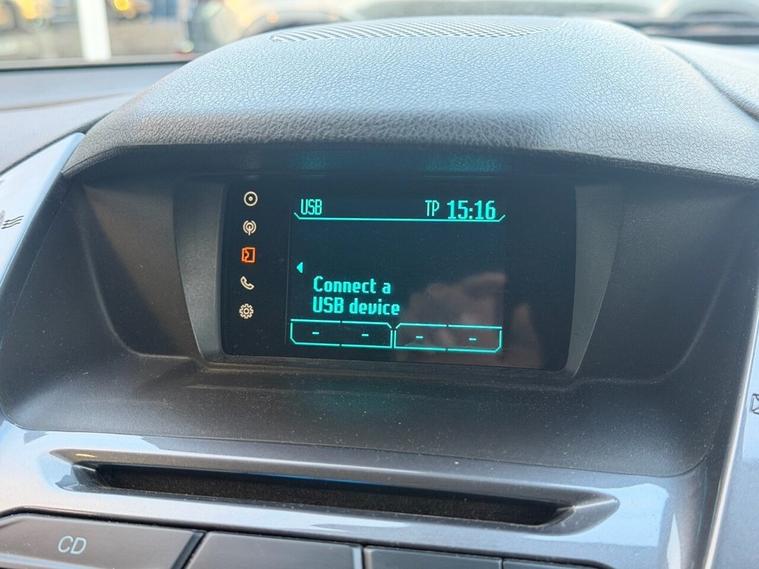 USB TP 15:16
Connect a
USB device
- - - -
CD